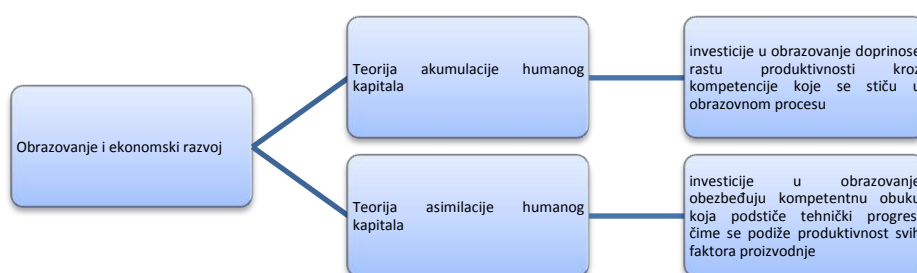 Obrazovanje i ekonomski razvoj
Teorija akumulacije humanog
kapitala
investicije u obrazovanje doprinose
rastu produktivnosti kroz
kompetencije koje se stiču u
obrazovnom procesu
Teorija asimilacije humanog
kapitala
investicije u obrazovanje
obezbeđuju kompetentnu obuku
koja podstiče tehnički progres
čime se podiže produktivnost svih
faktora proizvodnje